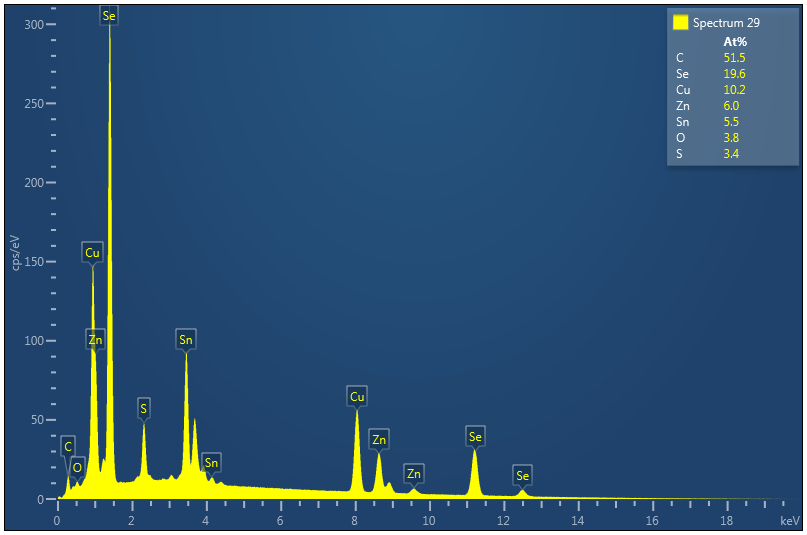 Spectrum 29
At%
C 51.5
Se 19.6
Cu 10.2
Zn 6.0
Sn 5.5
O 3.8
S 3.4
Se
300
250
Cu
200
cps/eV
150
Zn
Sn
100
Cu
S
Zn
Se
50
C
O
Sn
Zn
Se
0
0 2 4 6 8 10 12 14 16 18 keV